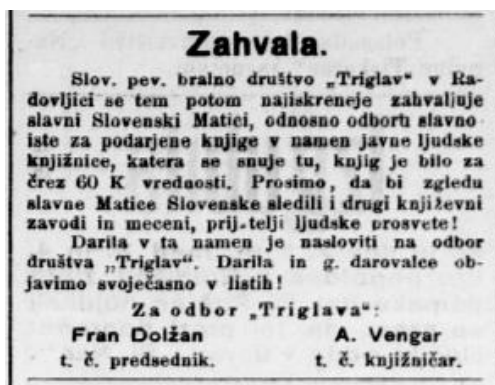 Zahvala.
Slov. pev. bralno društvo „Triglav“ v Ra-
dovljici se tem potom najiskreneje zahvaljuje
slavni Slovenski Matici, odnosno odboru slavno
iste za podarjene knjige v namen javne ljudske
knjižnice, katera se snuje tu, knjig je bilo za
črez 60 K vrednosti. Prosimo, da bi zgledu
slavne Matice Slovenske sledili i drugi književni
zavodi in meceni, prijatelji ljudske prosvete!
Darila v ta namen je nasloviti na odbor
društva „Triglav“. Darila in g. darovalce ob-
javimo svoječasno v listih!
Za odbor „Triglava“:
Fran Dolžan A. Vengar
t. č. predsednik. t. č. knjižničar.